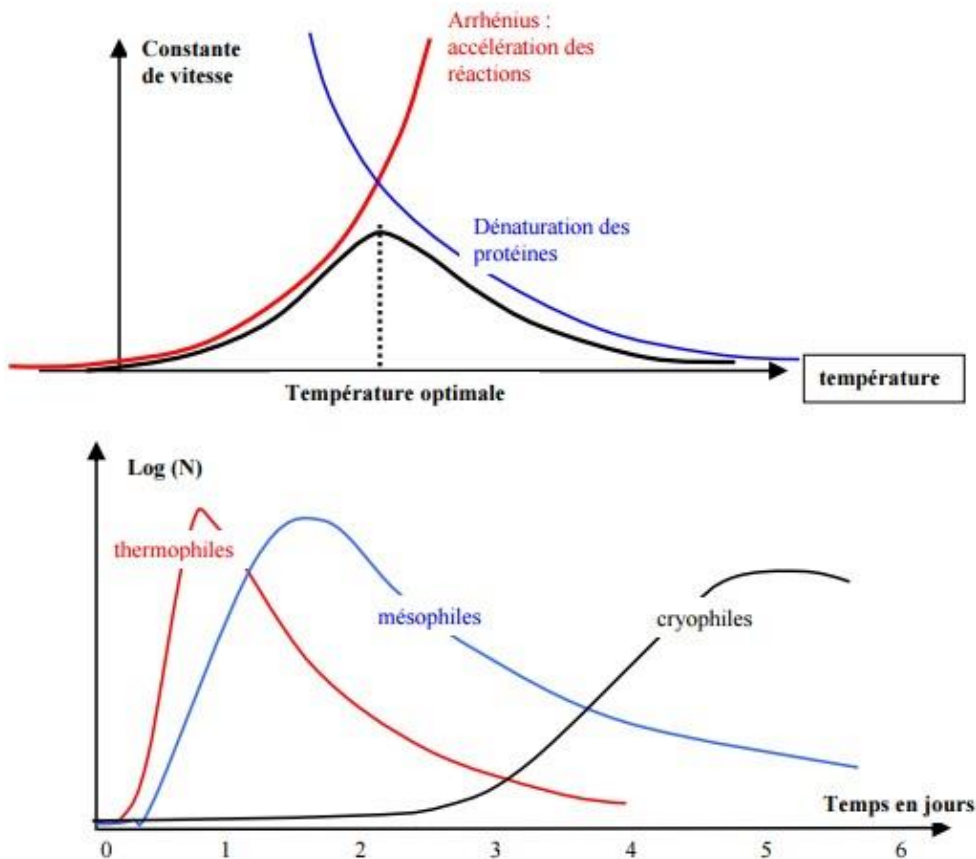 Constante
de vitesse
Arrhénius :
accélération des
réactions
Dénaturation des
protéines
Température optimale
température
Log (N)
thermophiles
mésophiles
cryophiles
Temps en jours
0 1 2 3 4 5 6